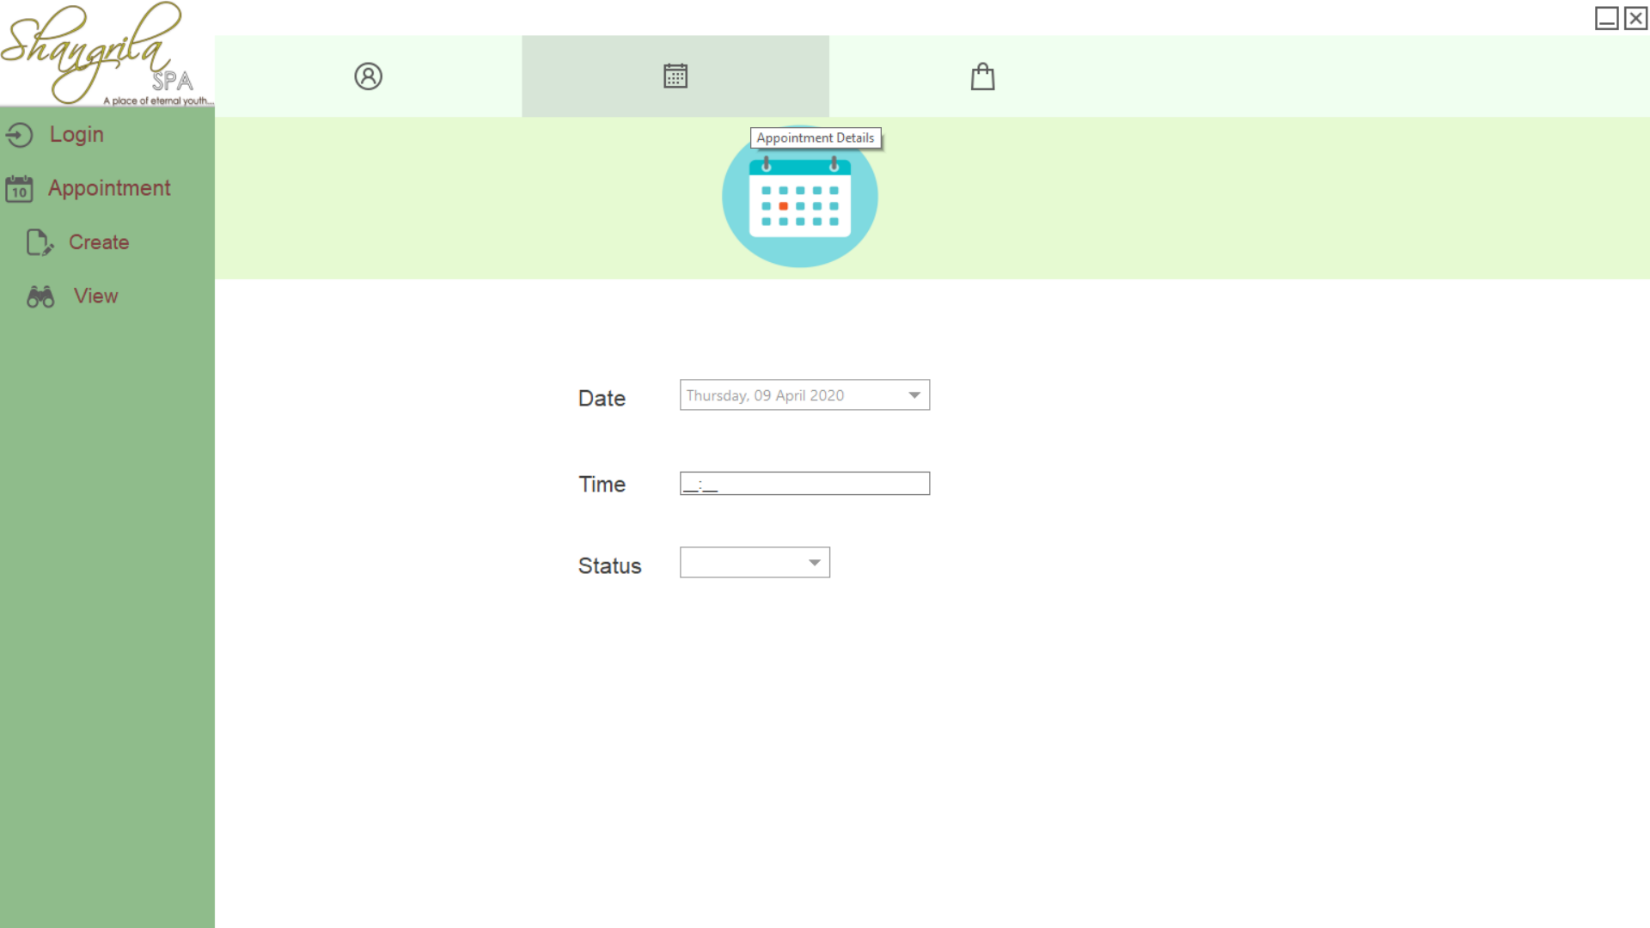 Shangrila
SPA
A place of eternal youth...
Login
10 Appointment
Create
View
Appointment Details
Date Thursday, 09 April 2020
Time __:__
Status